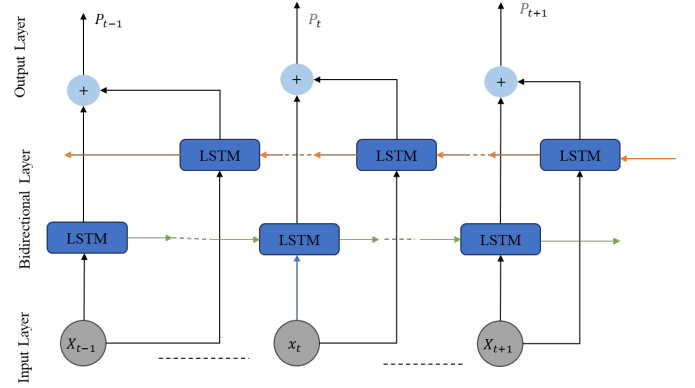 Output Layer
P_{t-1}
P_t
P_{t+1}
+
+
+
Bidirectional Layer
LSTM
LSTM
LSTM
LSTM
LSTM
LSTM
Input Layer
X_{t-1}
x_t
X_{t+1}